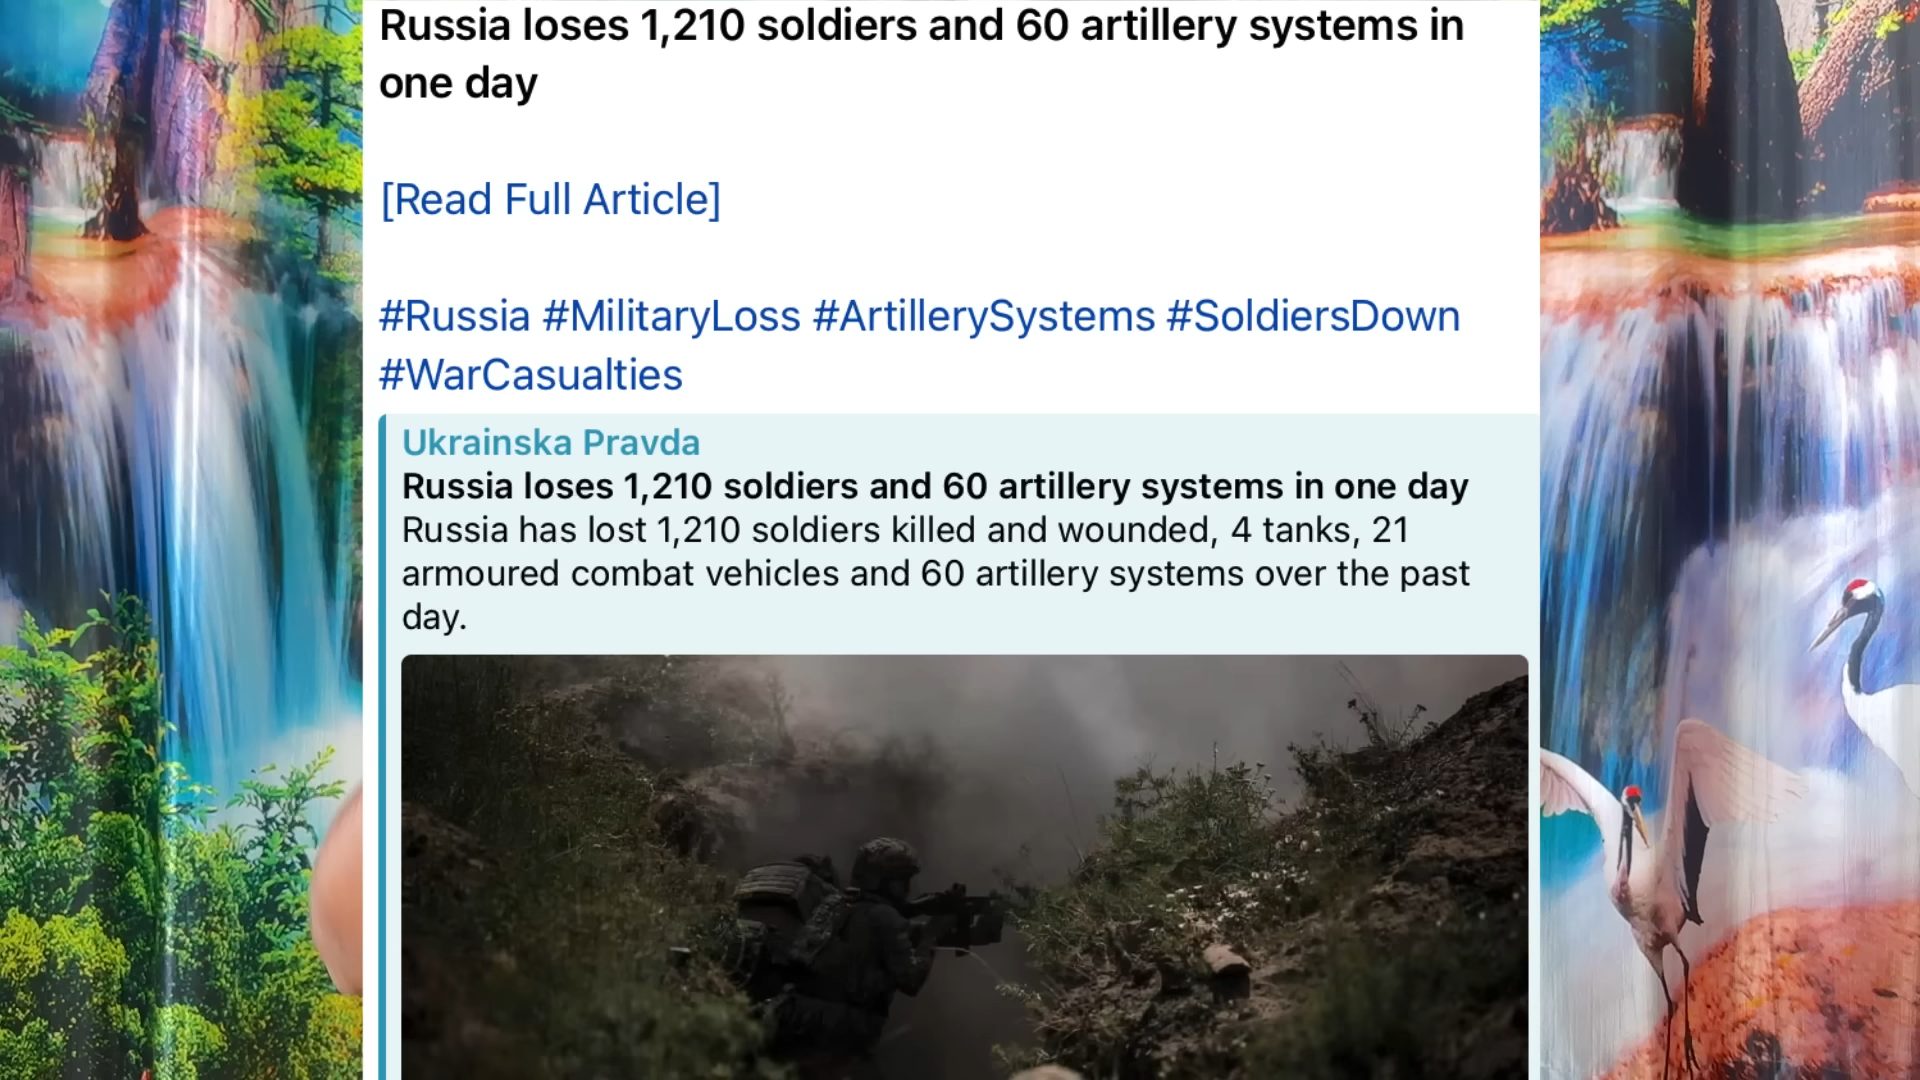 Russia loses 1,210 soldiers and 60 artillery systems in
one day
[Read Full Article]
#Russia #MilitaryLoss #ArtillerySystems #SoldiersDown
#WarCasualties
Ukrainska Pravda
Russia loses 1,210 soldiers and 60 artillery systems in one day
Russia has lost 1,210 soldiers killed and wounded, 4 tanks, 21
armoured combat vehicles and 60 artillery systems over the past
day.